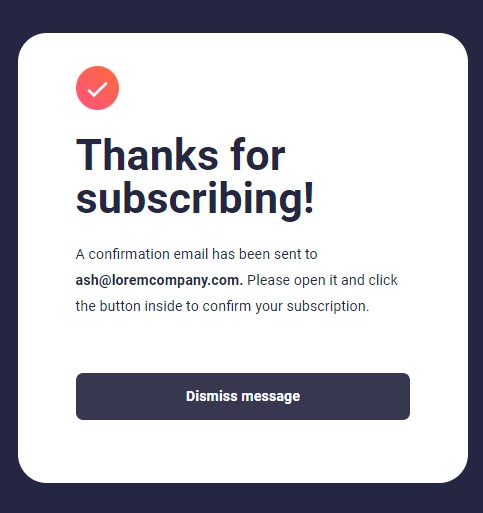 Thanks for
subscribing!
A confirmation email has been sent to
ash@loremcompany.com. Please open it and click
the button inside to confirm your subscription.
Dismiss message